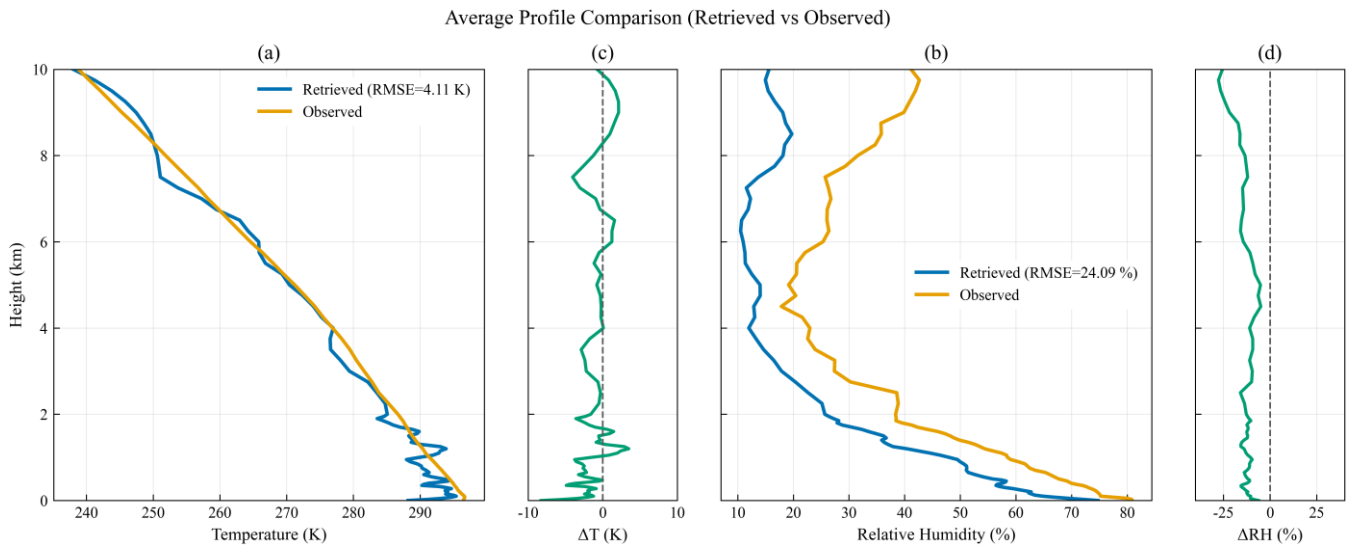 Average Profile Comparison (Retrieved vs Observed)
(a)
(c)
(b)
(d)
Height (km)
10
8
6
4
2
0
Retrieved (RMSE=4.11 K)
Observed
240
250
260
270
280
290
Temperature (K)
-10
0
10
ΔT (K)
Retrieved (RMSE=24.09 %)
Observed
10
20
30
40
50
60
70
80
Relative Humidity (%)
-25
0
25
ΔRH (%)